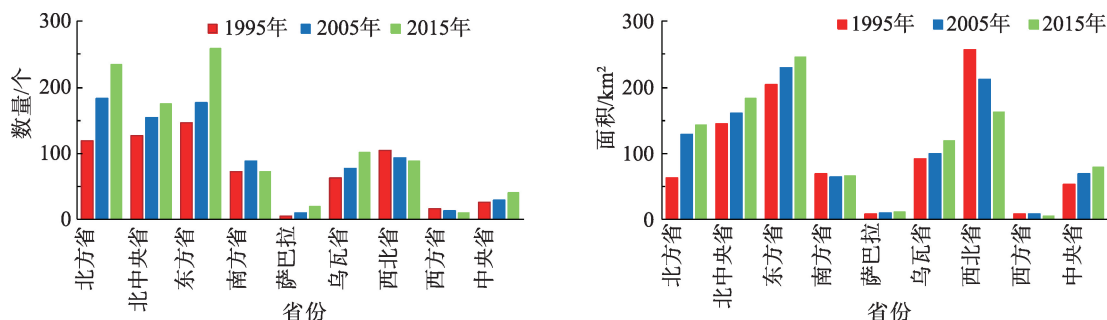 300
200
100
0
数量/个
1995年 2005年 2015年
北方省
北中央省
东方省
南方省
萨巴拉
乌瓦省
西北省
西方省
中央省
省份
300
200
100
0
面积/km²
1995年 2005年 2015年
北方省
北中央省
东方省
南方省
萨巴拉
乌瓦省
西北省
西方省
中央省
省份